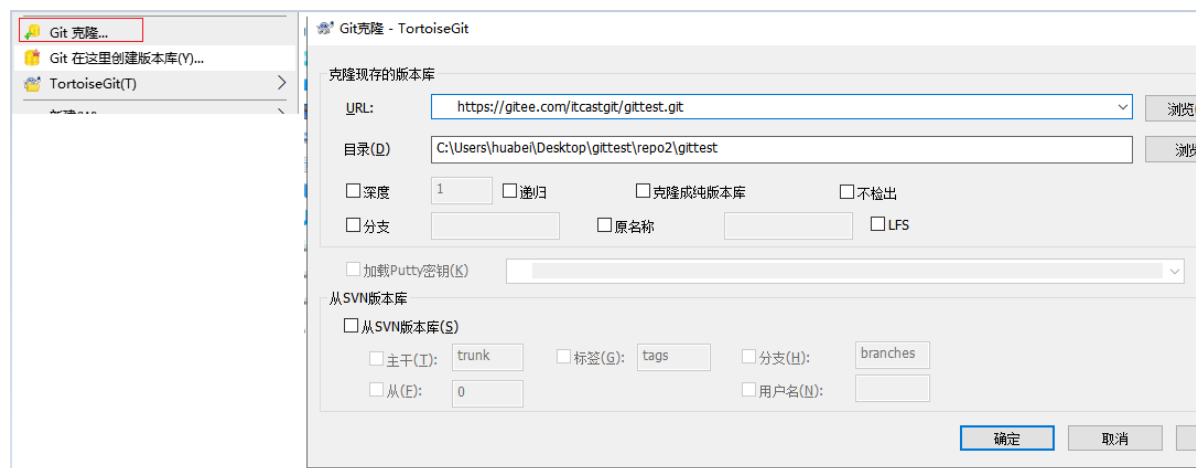 Git 克隆...
Git 在这里创建版本库(Y)...
TortoiseGit(T)
Git克隆 - TortoiseGit
克隆现存的版本库
URL: https://gitee.com/itcastgit/gittest.git 浏览
目录(D) C:\Users\huabei\Desktop\gittest\repo2\gittest 浏览
深度 1 递归 克隆成纯版本库 不检出
分支 原名称 LFS
加载Putty密钥(K)
从SVN版本库
从SVN版本库(S)
主干(T): trunk 标签(G): tags 分支(H): branches
从(F): 0 用户名(N):
确定 取消